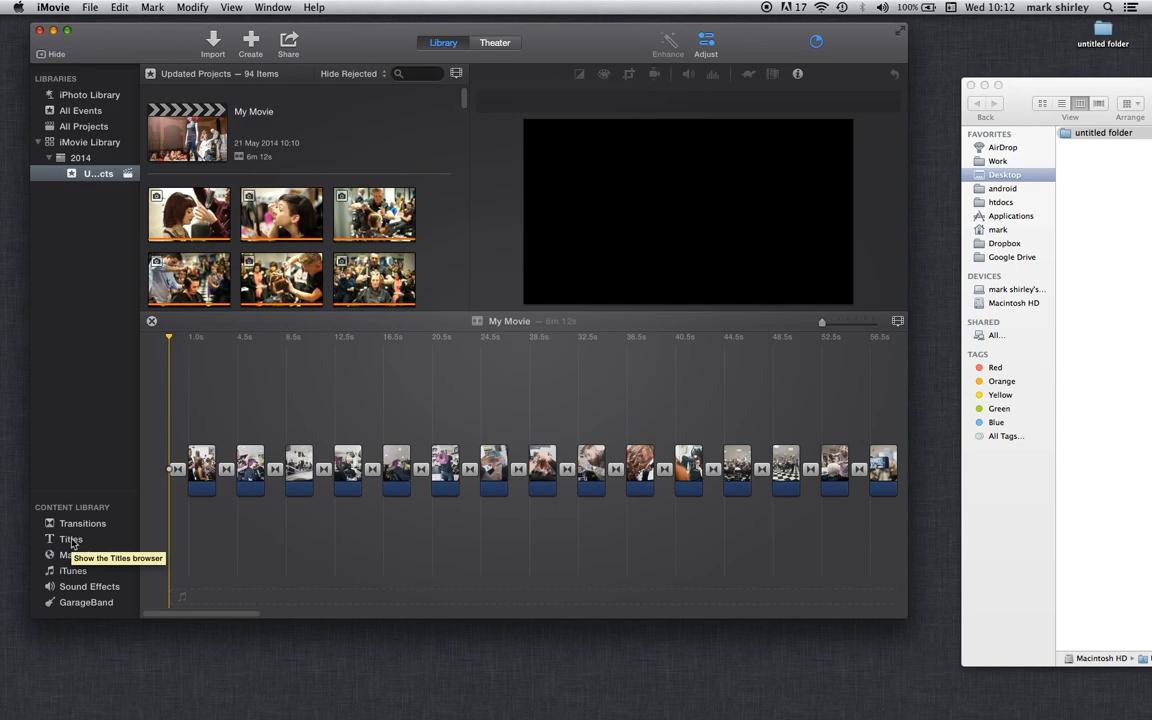 iMovie File Edit Mark Modify View Window Help
17 100% Wed 10:12 mark shirley
untitled folder
Hide Import Create Share Library Theater Enhance Adjust
LIBRARIES
iPhoto Library
All Events
All Projects
iMovie Library
2014
U...cts
Updated Projects — 94 Items Hide Rejected
My Movie
21 May 2014 10:10
6m 12s
My Movie — 6m 12s
1.0s 4.5s 8.5s 12.5s 16.5s 20.5s 24.5s 28.5s 32.5s 36.5s 40.5s 44.5s 48.5s 52.5s 56.5s
CONTENT LIBRARY
Transitions
Titles
Ma
Show the Titles browser
iTunes
Sound Effects
GarageBand
Back View Arrange
FAVORITES
AirDrop
Work
Desktop
android
htdocs
Applications
mark
Dropbox
Google Drive
DEVICES
mark shirley's...
Macintosh HD
SHARED
All...
TAGS
Red
Orange
Yellow
Green
Blue
All Tags...
untitled folder
Macintosh HD